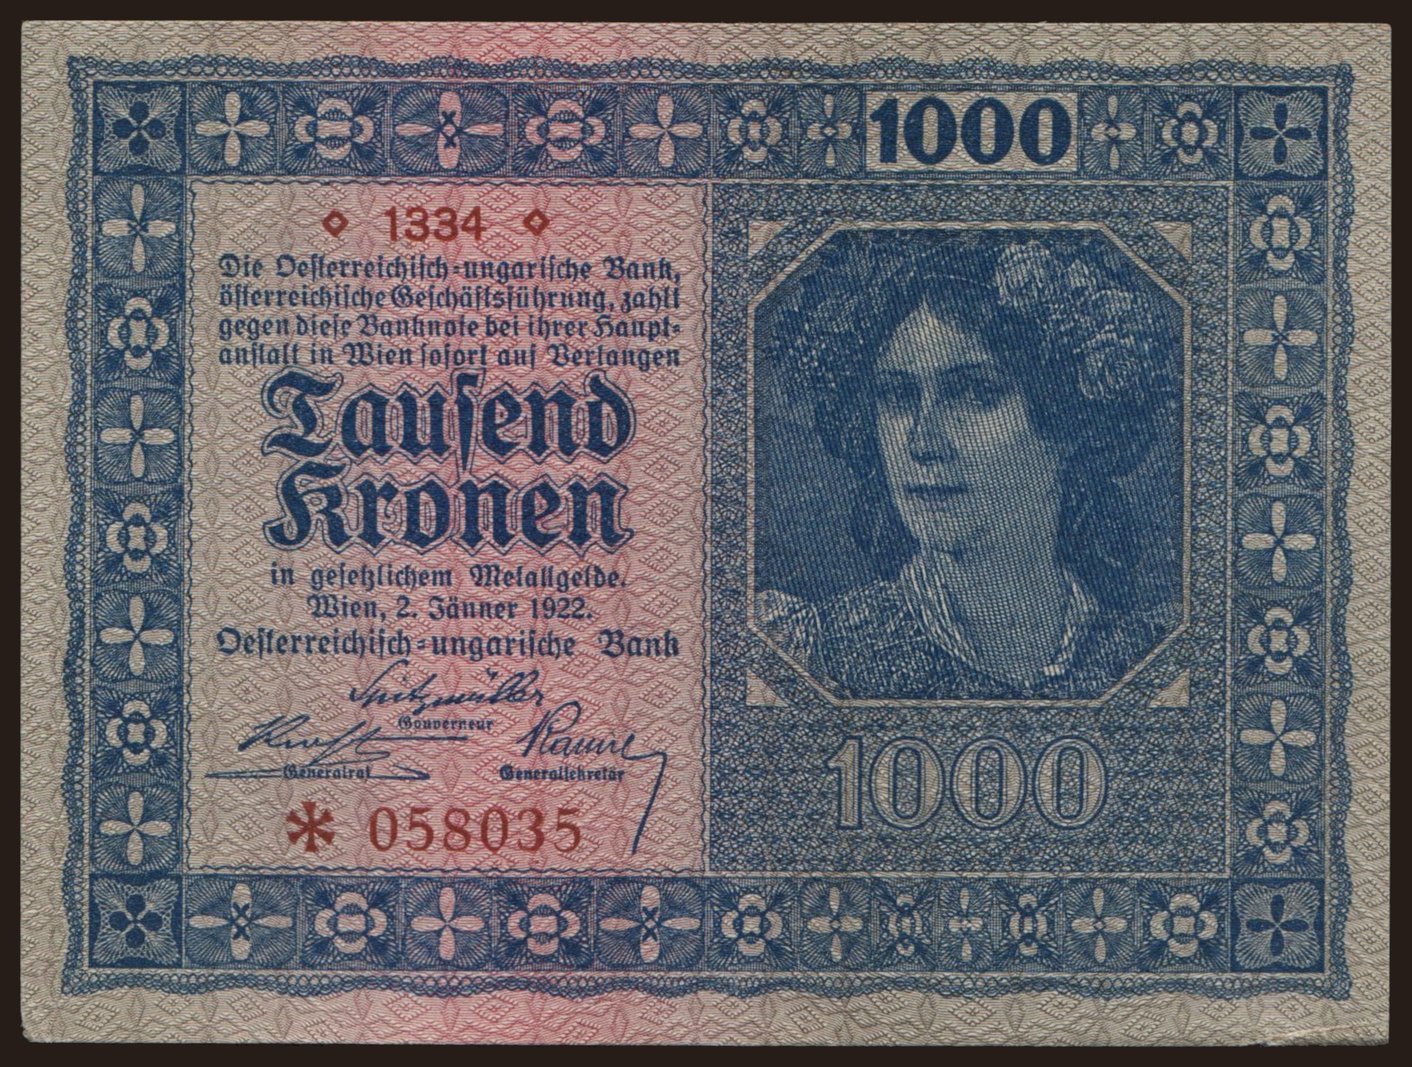 1000
◇ 1334 ◇
Die Oesterreichisch-ungarische Bank,
österreichische Geschäftsführung, zahlt
gegen diese Banknote bei ihrer Haupt-
anstalt in Wien sofort auf Verlangen
Tausend
Kronen
in gesetzlichem Metallgelde.
Wien, 2. Jänner 1922.
Oesterreichisch-ungarische Bank
Spitzmüller
Gouverneur
Generalrat
Generalsekretär
* 058035
1000